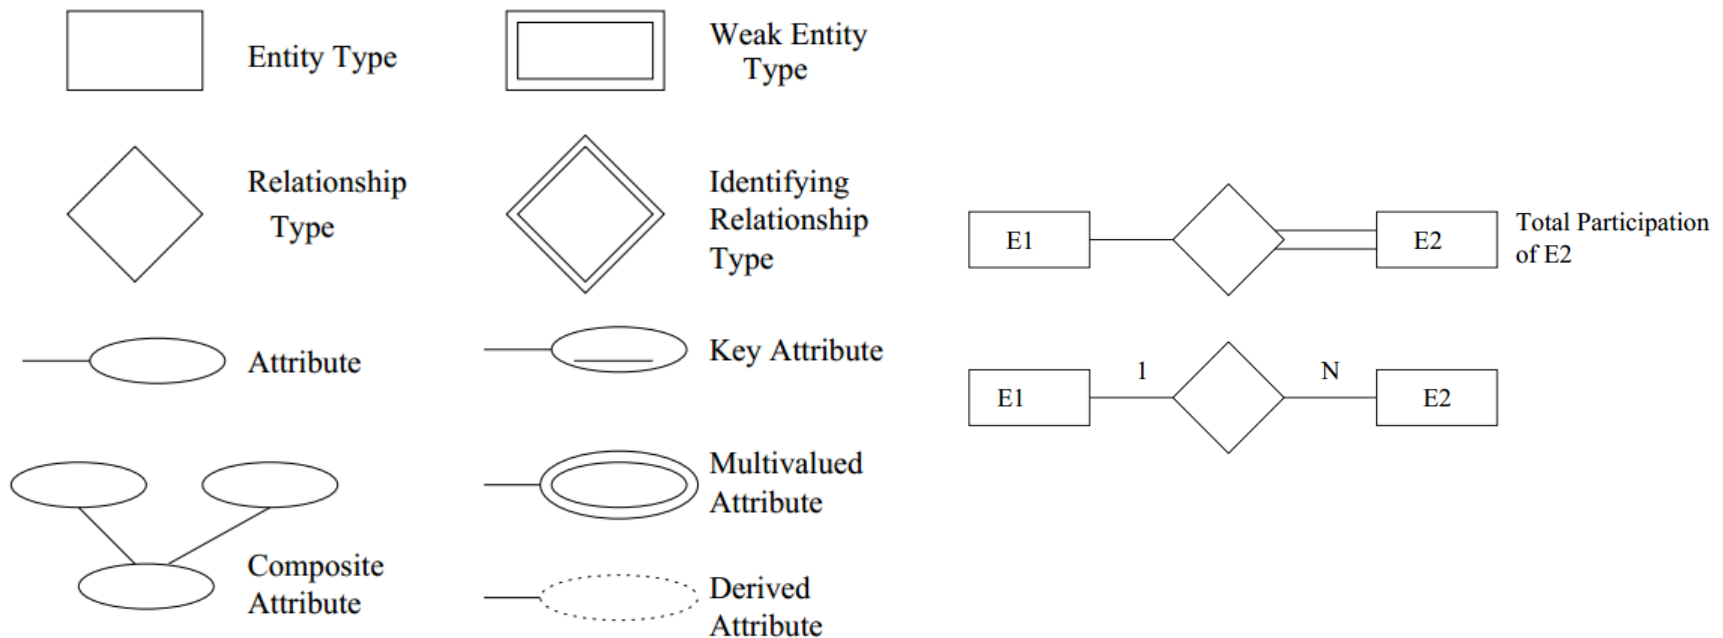 Entity Type
Weak Entity
Type
Relationship
Type
Identifying
Relationship
Type
Attribute
Key Attribute
Composite
Attribute
Multivalued
Attribute
Derived
Attribute
E1
E2
Total Participation
of E2
E1
1
N
E2